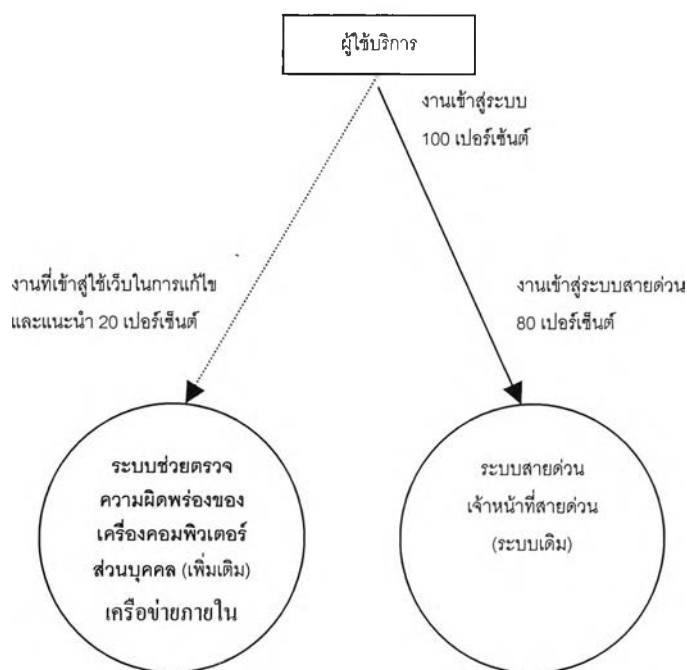 ผู้ใช้บริการ
งานเข้าสู่ระบบ
100 เปอร์เซ้นต์
งานที่เข้าสู่ใช้เว็บในการแก้ไข
และแนะนำ 20 เปอร์เซ็นต์
งานเข้าสู่ระบบสายด่วน
80 เปอร์เซ็นต์
ระบบช่วยตรวจ
ความผิดพร่องของ
เครื่องคอมพิวเตอร์
ส่วนบุคคล (เพิ่มเติม)
เครือข่ายภายใน
ระบบสายด่วน
เจ้าหน้าที่สายด่วน
(ระบบเดิม)